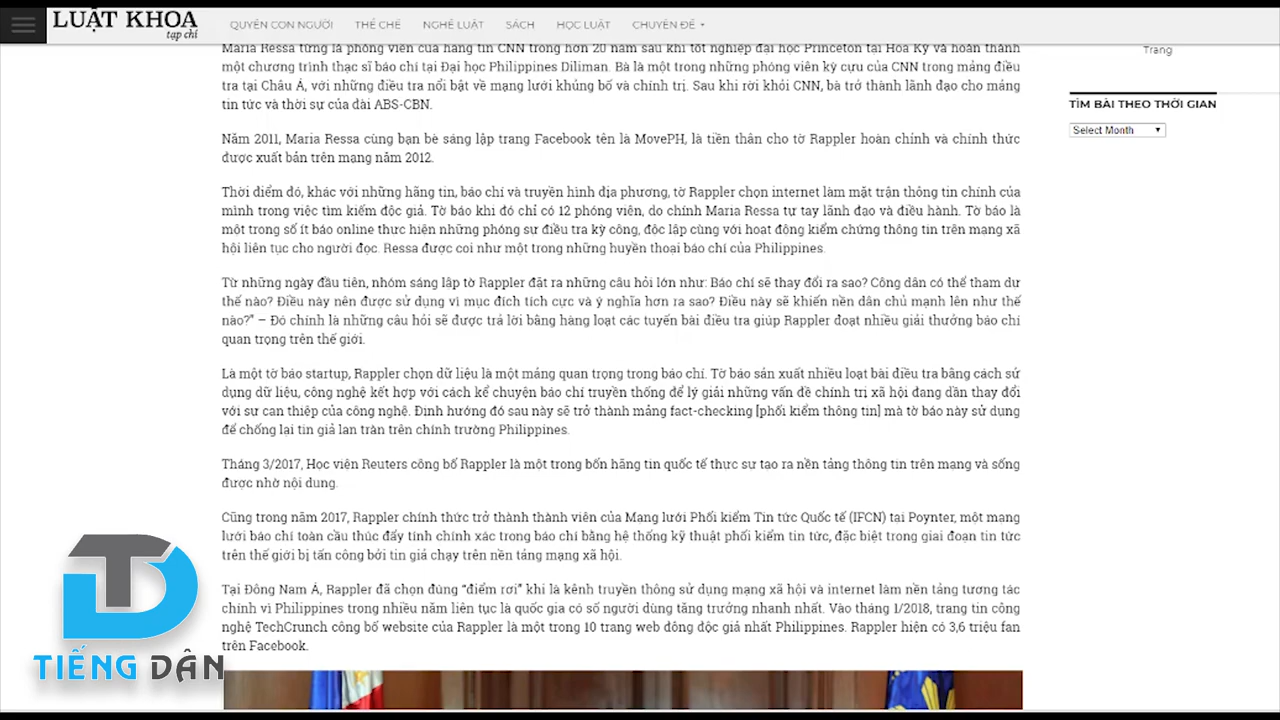 LUẬT KHOA
tạp chí
QUYỀN CON NGƯỜI THỂ CHẾ NGHỀ LUẬT SÁCH HỌC LUẬT CHUYÊN ĐỀ
Trang
TÌM BÀI THEO THỜI GIAN
Select Month
Maria Ressa từng là phóng viên của hãng tin CNN trong hơn 20 năm sau khi tốt nghiệp đại học Princeton tại Hoa Kỳ và hoàn thành
một chương trình thạc sĩ báo chí tại Đại học Philippines Diliman. Bà là một trong những phóng viên kỳ cựu của CNN trong mảng điều
tra tại Châu Á, với những điều tra nổi bật về mạng lưới khủng bố và chính trị. Sau khi rời khỏi CNN, bà trở thành lãnh đạo cho mảng
tin tức và thời sự của đài ABS-CBN.
Năm 2011, Maria Ressa cùng bạn bè sáng lập trang Facebook tên là MovePH, là tiền thân cho tờ Rappler hoàn chỉnh và chính thức
được xuất bản trên mạng năm 2012.
Thời điểm đó, khác với những hãng tin, báo chí và truyền hình địa phương, tờ Rappler chọn internet làm mặt trận thông tin chính của
mình trong việc tìm kiếm độc giả. Tờ báo khi đó chỉ có 12 phóng viên, do chính Maria Ressa tự tay lãnh đạo và điều hành. Tờ báo là
một trong số ít báo online thực hiện những phóng sự điều tra kỳ công, độc lập cùng với hoạt động kiểm chứng thông tin trên mạng xã
hội liên tục cho người đọc. Ressa được coi như một trong những huyền thoại báo chí của Philippines.
Từ những ngày đầu tiên, nhóm sáng lập tờ Rappler đặt ra những câu hỏi lớn như: Báo chí sẽ thay đổi ra sao? Công dân có thể tham dự
thế nào? Điều này nên được sử dụng vì mục đích tích cực và ý nghĩa hơn ra sao? Điều này sẽ khiến nền dân chủ mạnh lên như thế
nào?" – Đó chính là những câu hỏi sẽ được trả lời bằng hàng loạt các tuyến bài điều tra giúp Rappler đoạt nhiều giải thưởng báo chí
quan trọng trên thế giới.
Là một tờ báo startup, Rappler chọn dữ liệu là một mảng quan trọng trong báo chí. Tờ báo sản xuất nhiều loạt bài điều tra bằng cách sử
dụng dữ liệu, công nghệ kết hợp với cách kể chuyện báo chí truyền thống để lý giải những vấn đề chính trị xã hội đang dần thay đổi
với sự can thiệp của công nghệ. Định hướng đó sau này sẽ trở thành mảng fact-checking [phối kiểm thông tin] mà tờ báo này sử dụng
để chống lại tin giả lan tràn trên chính trường Philippines.
Tháng 3/2017, Học viện Reuters công bố Rappler là một trong bốn hãng tin quốc tế thực sự tạo ra nền tảng thông tin trên mạng và sống
được nhờ nội dung.
Cũng trong năm 2017, Rappler chính thức trở thành thành viên của Mạng lưới Phối kiểm Tin tức Quốc tế (IFCN) tại Poynter, một mạng
lưới báo chí toàn cầu thúc đẩy tính chính xác trong báo chí bằng hệ thống kỹ thuật phối kiểm tin tức, đặc biệt trong giai đoạn tin tức
trên thế giới bị tấn công bởi tin giả chạy trên nền tảng mạng xã hội.
Tại Đông Nam Á, Rappler đã chọn đúng “điểm rơi” khi là kênh truyền thông sử dụng mạng xã hội và internet làm nền tảng tương tác
chính vì Philippines trong nhiều năm liên tục là quốc gia có số người dùng tăng trưởng nhanh nhất. Vào tháng 1/2018, trang tin công
nghệ TechCrunch công bố website của Rappler là một trong 10 trang web đông độc giả nhất Philippines. Rappler hiện có 3,6 triệu fan
trên Facebook.
TD
TIẾNG DÂN